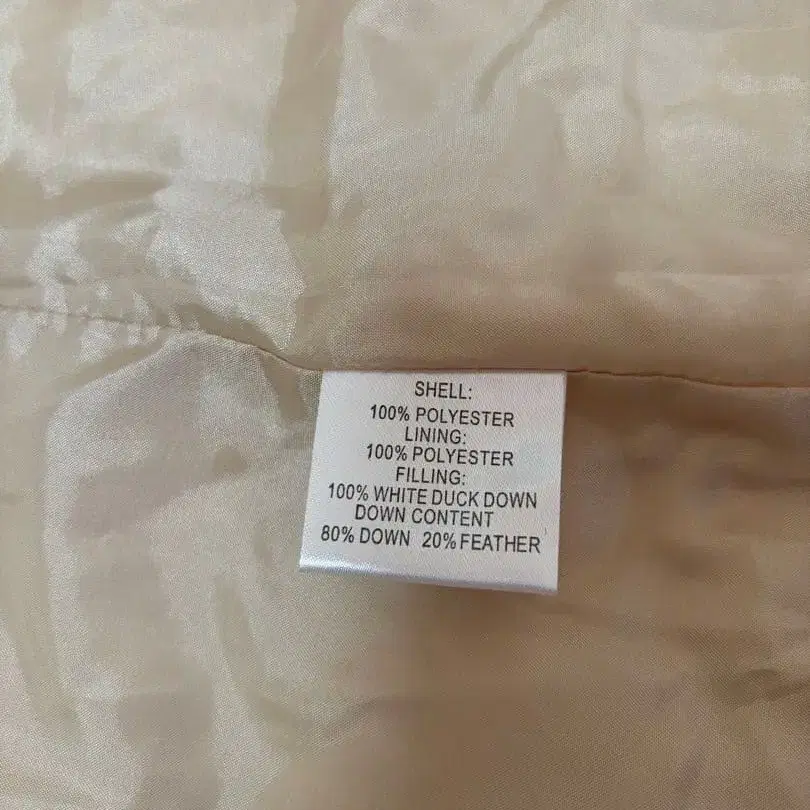 SHELL:
100% POLYESTER
LINING:
100% POLYESTER
FILLING:
100% WHITE DUCK DOWN
DOWN CONTENT
80% DOWN 20% FEATHER